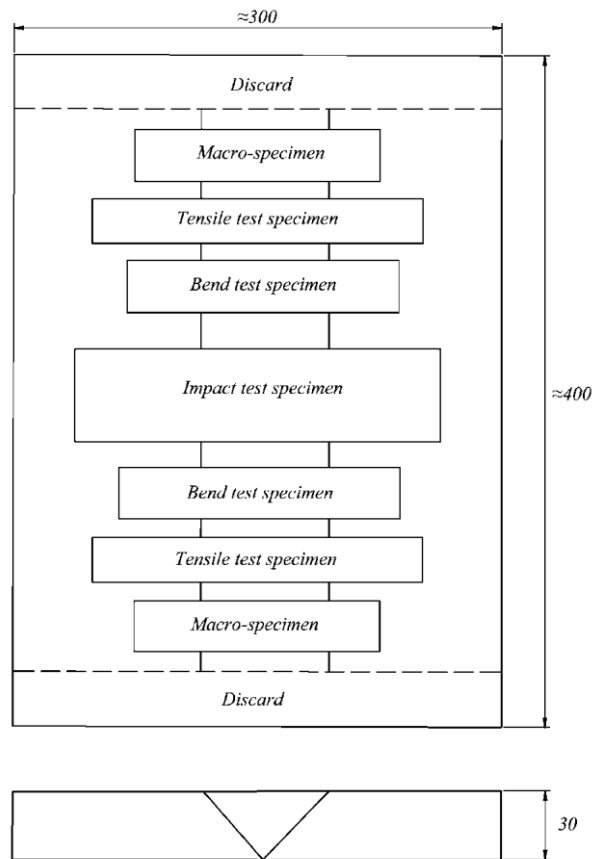 ≈300
Discard
Macro-specimen
Tensile test specimen
Bend test specimen
Impact test specimen
≈400
Bend test specimen
Tensile test specimen
Macro-specimen
Discard
30